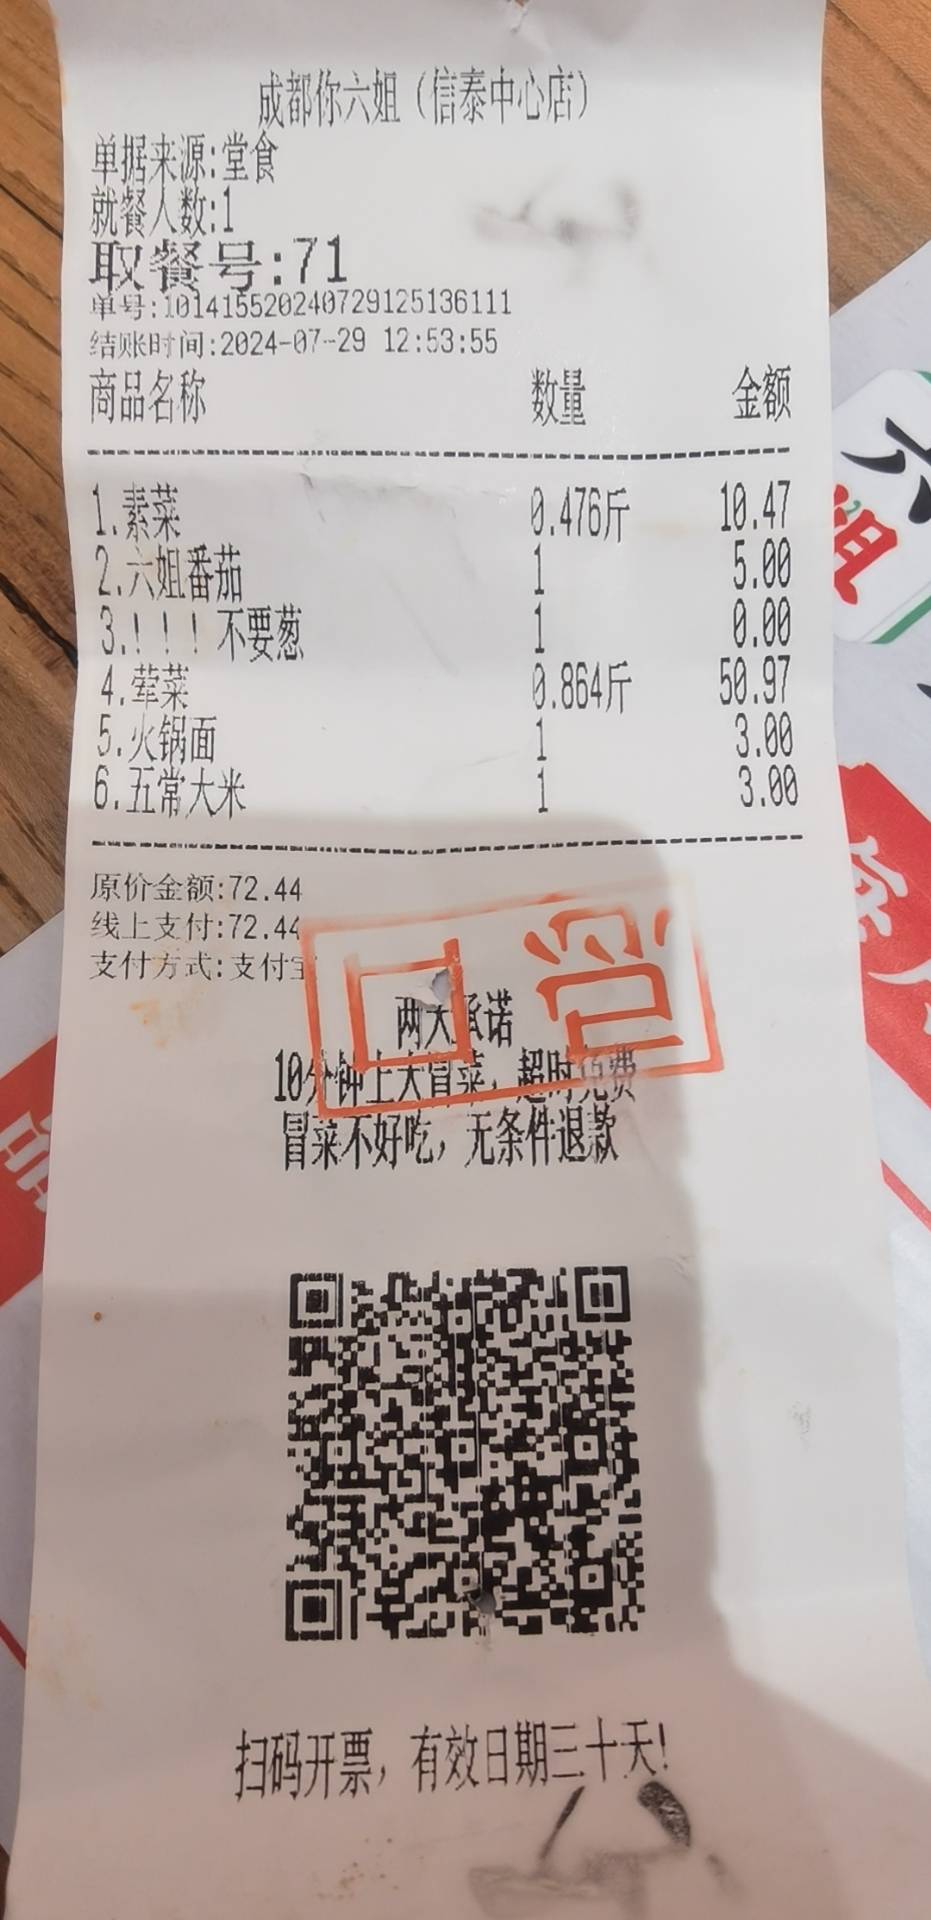 成都你六姐（信泰中心店）
单据来源:堂食
就餐人数:1
取餐号:71
单号:101415520240729125136111
结账时间:2024-07-29 12:53:55
商品名称 数量 金额
1.素菜 0.476斤 10.47
2.六姐番茄 1 5.00
3.！！！不要葱 1 0.00
4.荤菜 0.864斤 50.97
5.火锅面 1 3.00
6.五常大米 1 3.00
原价金额:72.44
线上支付:72.44
支付方式:支付宝
两大承诺
10分钟上大冒菜，超时免费
冒菜不好吃，无条件退款
扫码开票，有效日期三十天!
六
姐